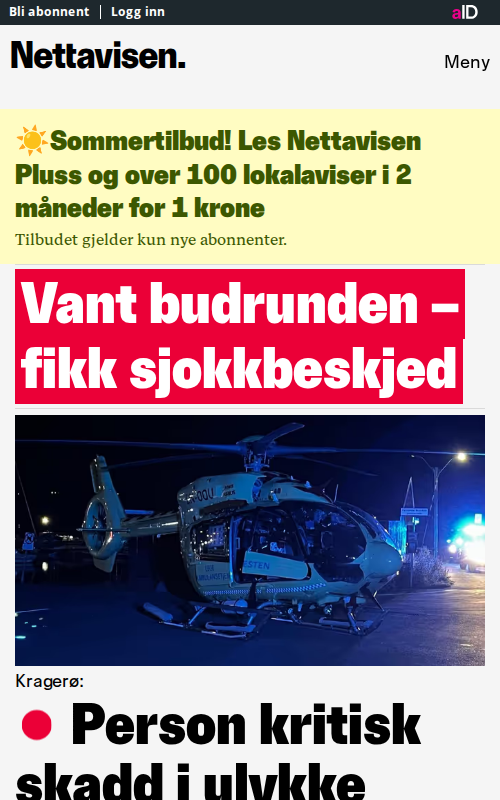 Bli abonnent
Logg inn
aID
Nettavisen.
Meny
Sommertilbud! Les Nettavisen
Pluss og over 100 lokalaviser i 2
måneder for 1 krone
Tilbudet gjelder kun nye abonnenter.
Vant budrunden –
fikk sjokkbeskjed
Kragerø:
Person kritisk
skadd i ulykke